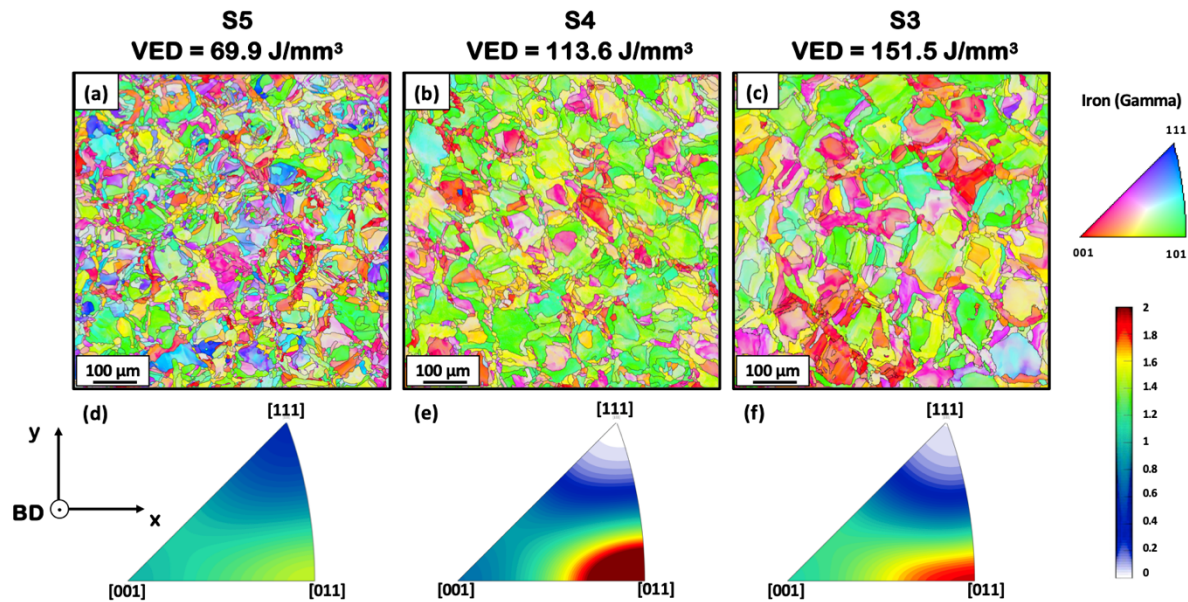 S5
VED = 69.9 J/mm³
S4
VED = 113.6 J/mm³
S3
VED = 151.5 J/mm³
(a)
(b)
(c)
100 µm
100 µm
100 µm
Iron (Gamma)
111
001
101
(d)
[111]
[001]
[011]
(e)
[111]
[001]
[011]
(f)
[111]
[001]
[011]
y
BD
x
2
1.8
1.6
1.4
1.2
1
0.8
0.6
0.4
0.2
0